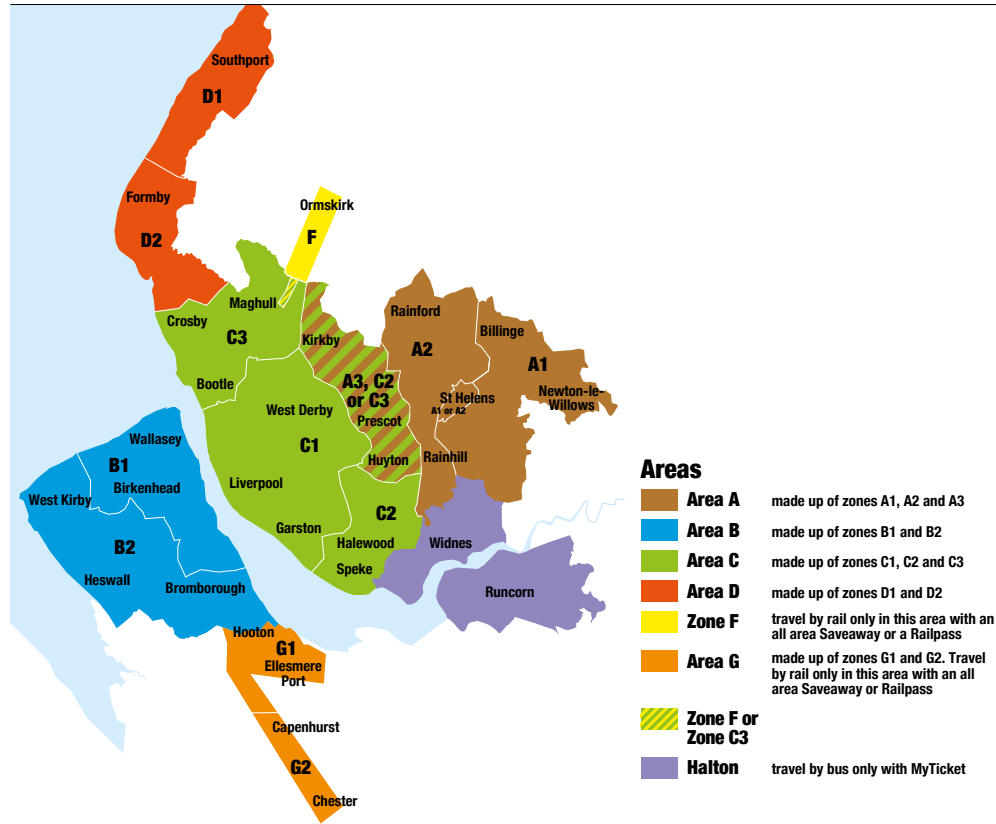 Southport
D1
Formby
D2
Ormskirk
F
Maghull
Crosby
C3
Kirkby
Rainford
A2
Billinge
A1
Newton-le-
Willows
Bootle
A3, C2
or C3
St Helens
A1 or A2
West Derby
Prescot
C1
Huyton
Rainhill
Wallasey
B1
Birkenhead
West Kirby
Liverpool
Garston
C2
Halewood
Widnes
Speke
B2
Heswall
Bromborough
Runcorn
Hooton
G1
Ellesmere
Port
Capenhurst
G2
Chester
Areas
Area A made up of zones A1, A2 and A3
Area B made up of zones B1 and B2
Area C made up of zones C1, C2 and C3
Area D made up of zones D1 and D2
Zone F travel by rail only in this area with an
all area Saveaway or a Railpass
Area G made up of zones G1 and G2. Travel
by rail only in this area with an all
area Saveaway or Railpass
Zone F or
Zone C3
Halton travel by bus only with MyTicket